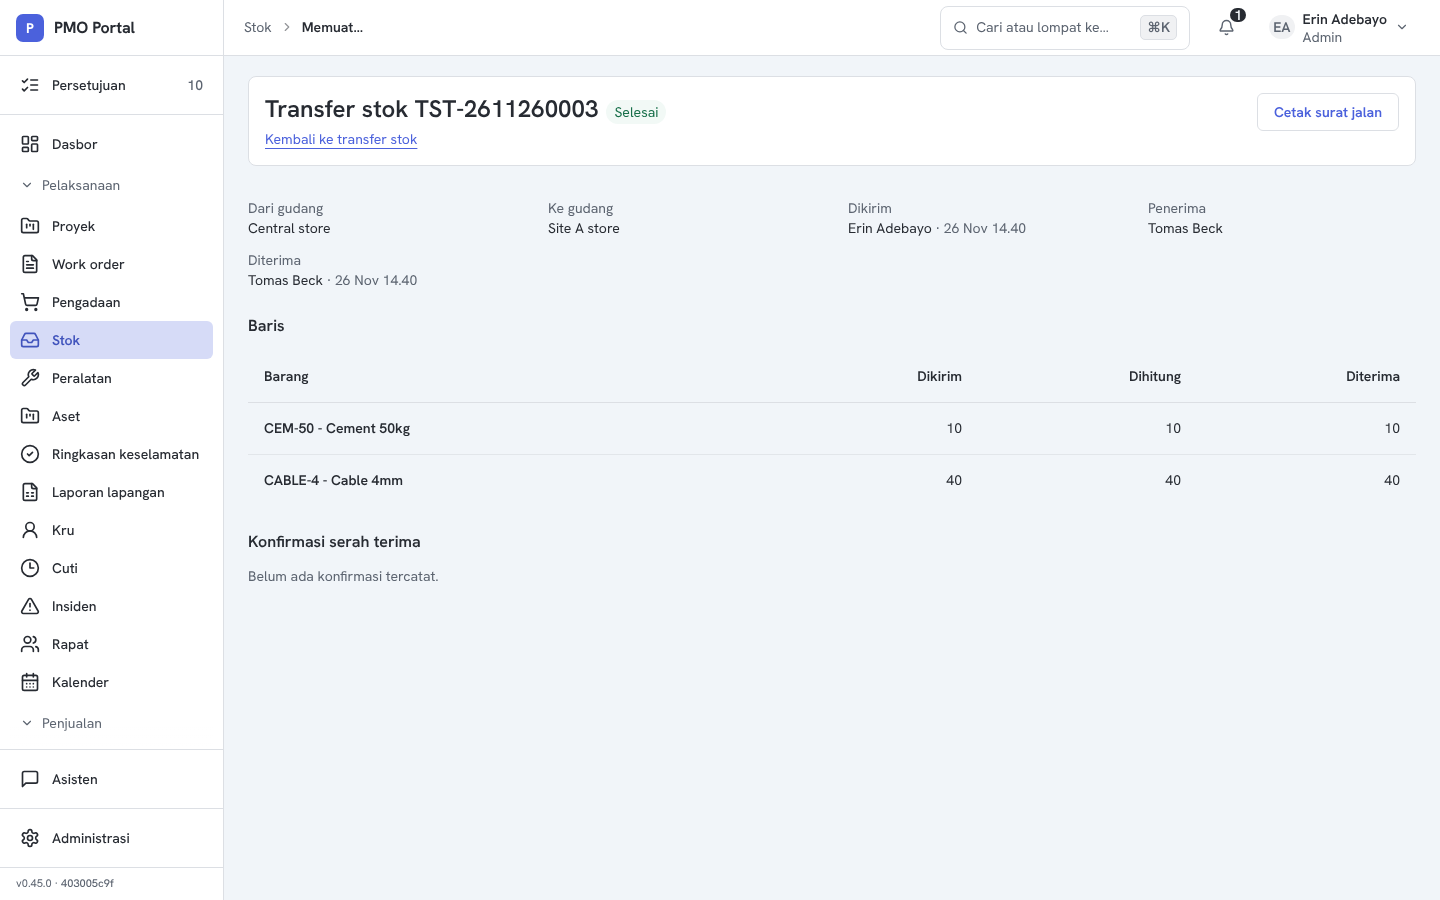 P PMO Portal
Stok > Memuat...
Cari atau lompat ke... ⌘K
1
EA Erin Adebayo
Admin
Persetujuan 10
Dasbor
Pelaksanaan
Proyek
Work order
Pengadaan
Stok
Peralatan
Aset
Ringkasan keselamatan
Laporan lapangan
Kru
Cuti
Insiden
Rapat
Kalender
Penjualan
Asisten
Administrasi
v0.45.0 · 403005c9f
Transfer stok TST-2611260003 Selesai
Kembali ke transfer stok
Cetak surat jalan
Dari gudang
Central store
Ke gudang
Site A store
Dikirim
Erin Adebayo · 26 Nov 14.40
Penerima
Tomas Beck
Diterima
Tomas Beck · 26 Nov 14.40
Baris
Barang Dikirim Dihitung Diterima
CEM-50 - Cement 50kg 10 10 10
CABLE-4 - Cable 4mm 40 40 40
Konfirmasi serah terima
Belum ada konfirmasi tercatat.